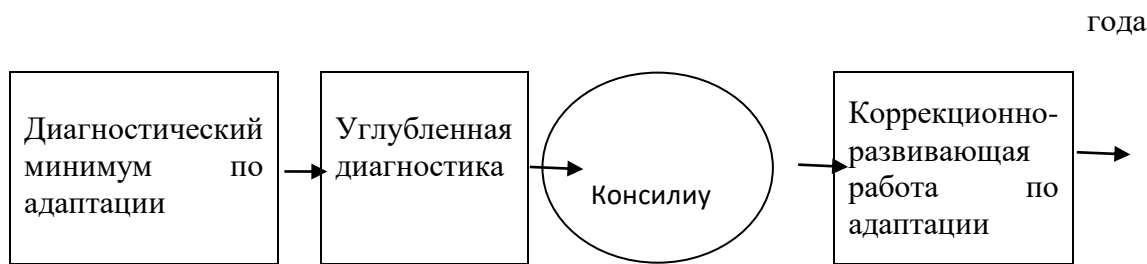 года
Диагностический
минимум по
адаптации
Углубленная
диагностика
Консилиу
Коррекционно-
развивающая
работа по
адаптации